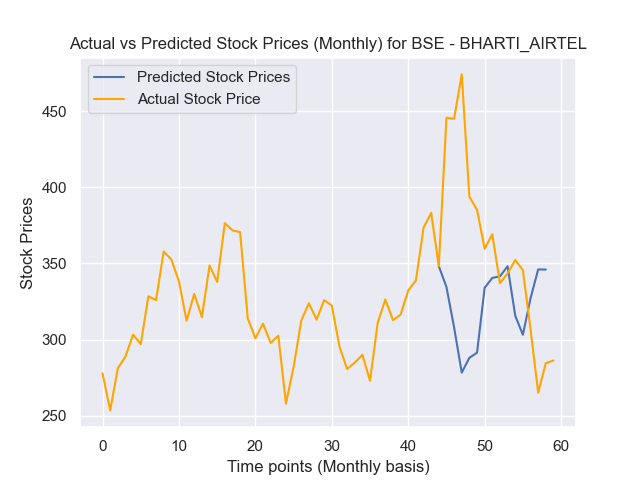 Actual vs Predicted Stock Prices (Monthly) for BSE - BHARTI_AIRTEL
Predicted Stock Prices
Actual Stock Price
450
400
350
300
250
Stock Prices
0 10 20 30 40 50 60
Time points (Monthly basis)